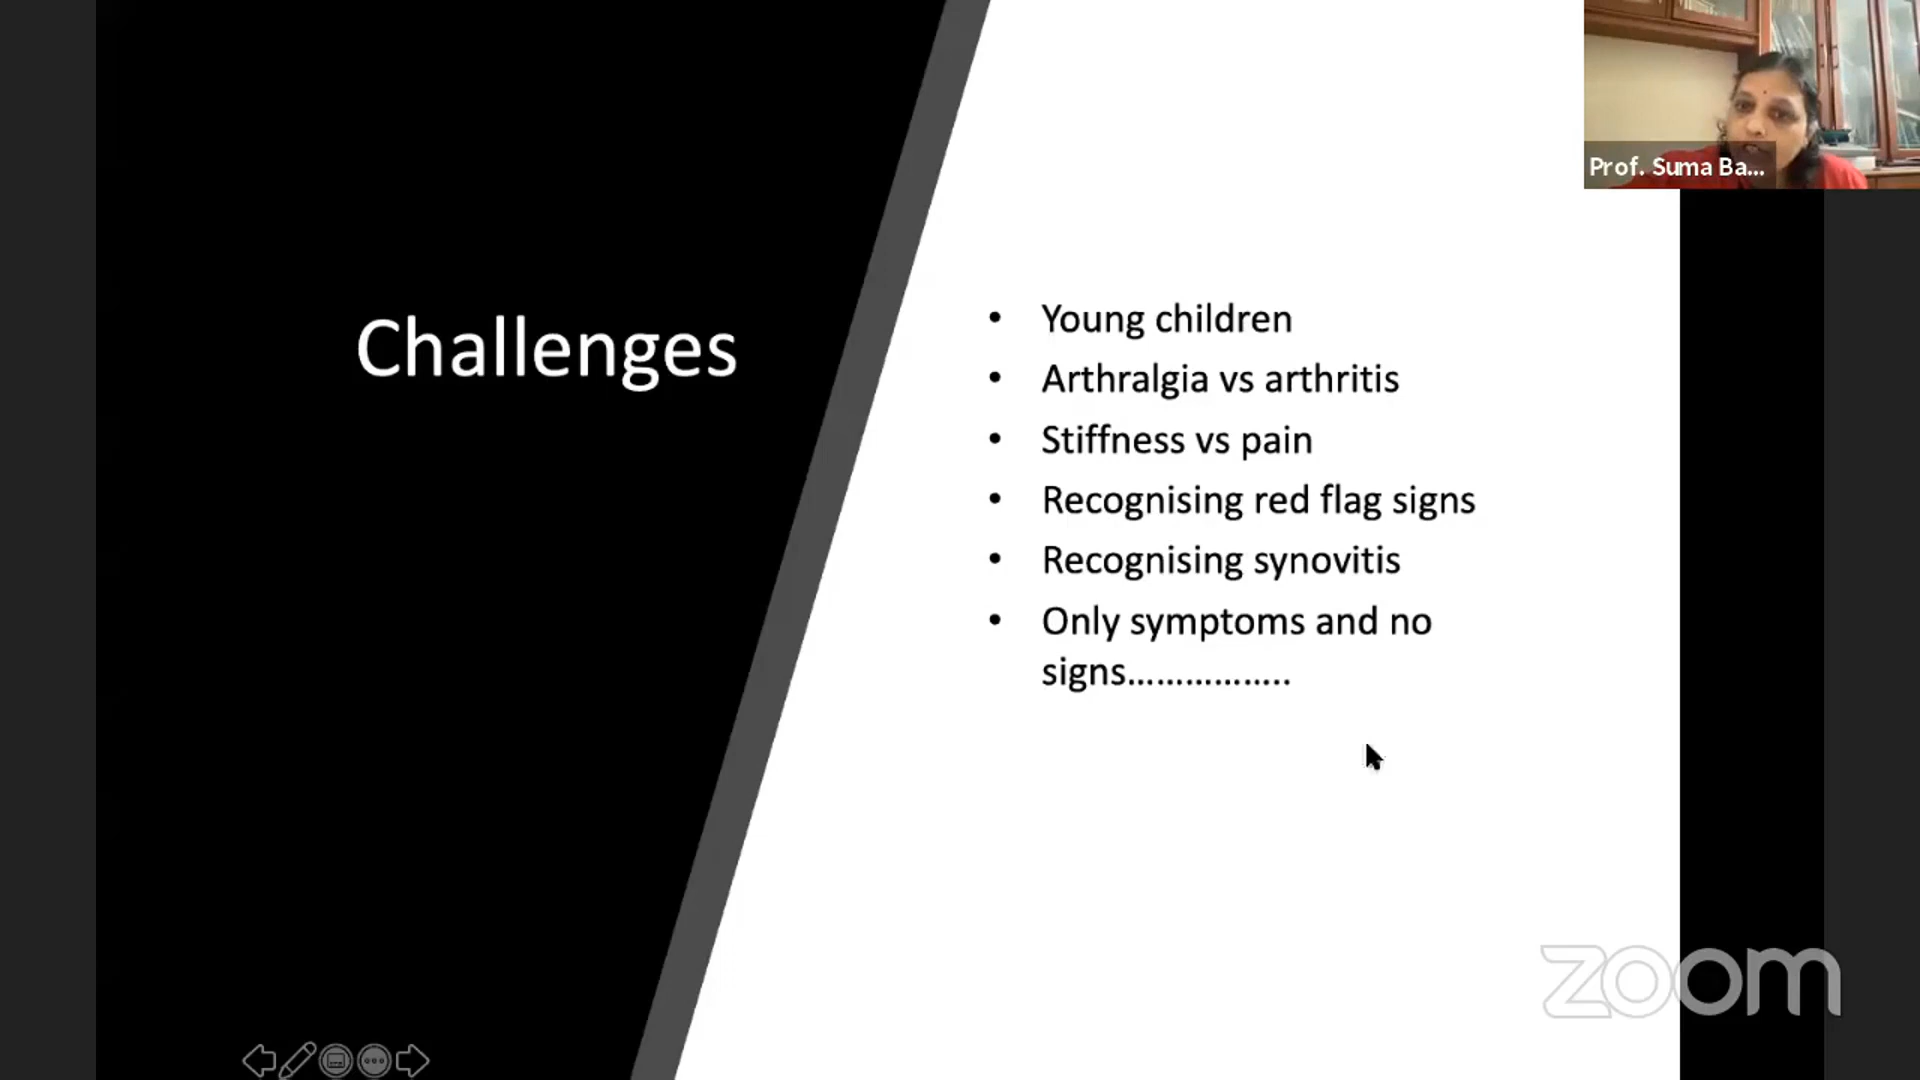 Prof. Suma Ba...
Challenges
• Young children
• Arthralgia vs arthritis
• Stiffness vs pain
• Recognising red flag signs
• Recognising synovitis
• Only symptoms and no
signs……………..
zoom